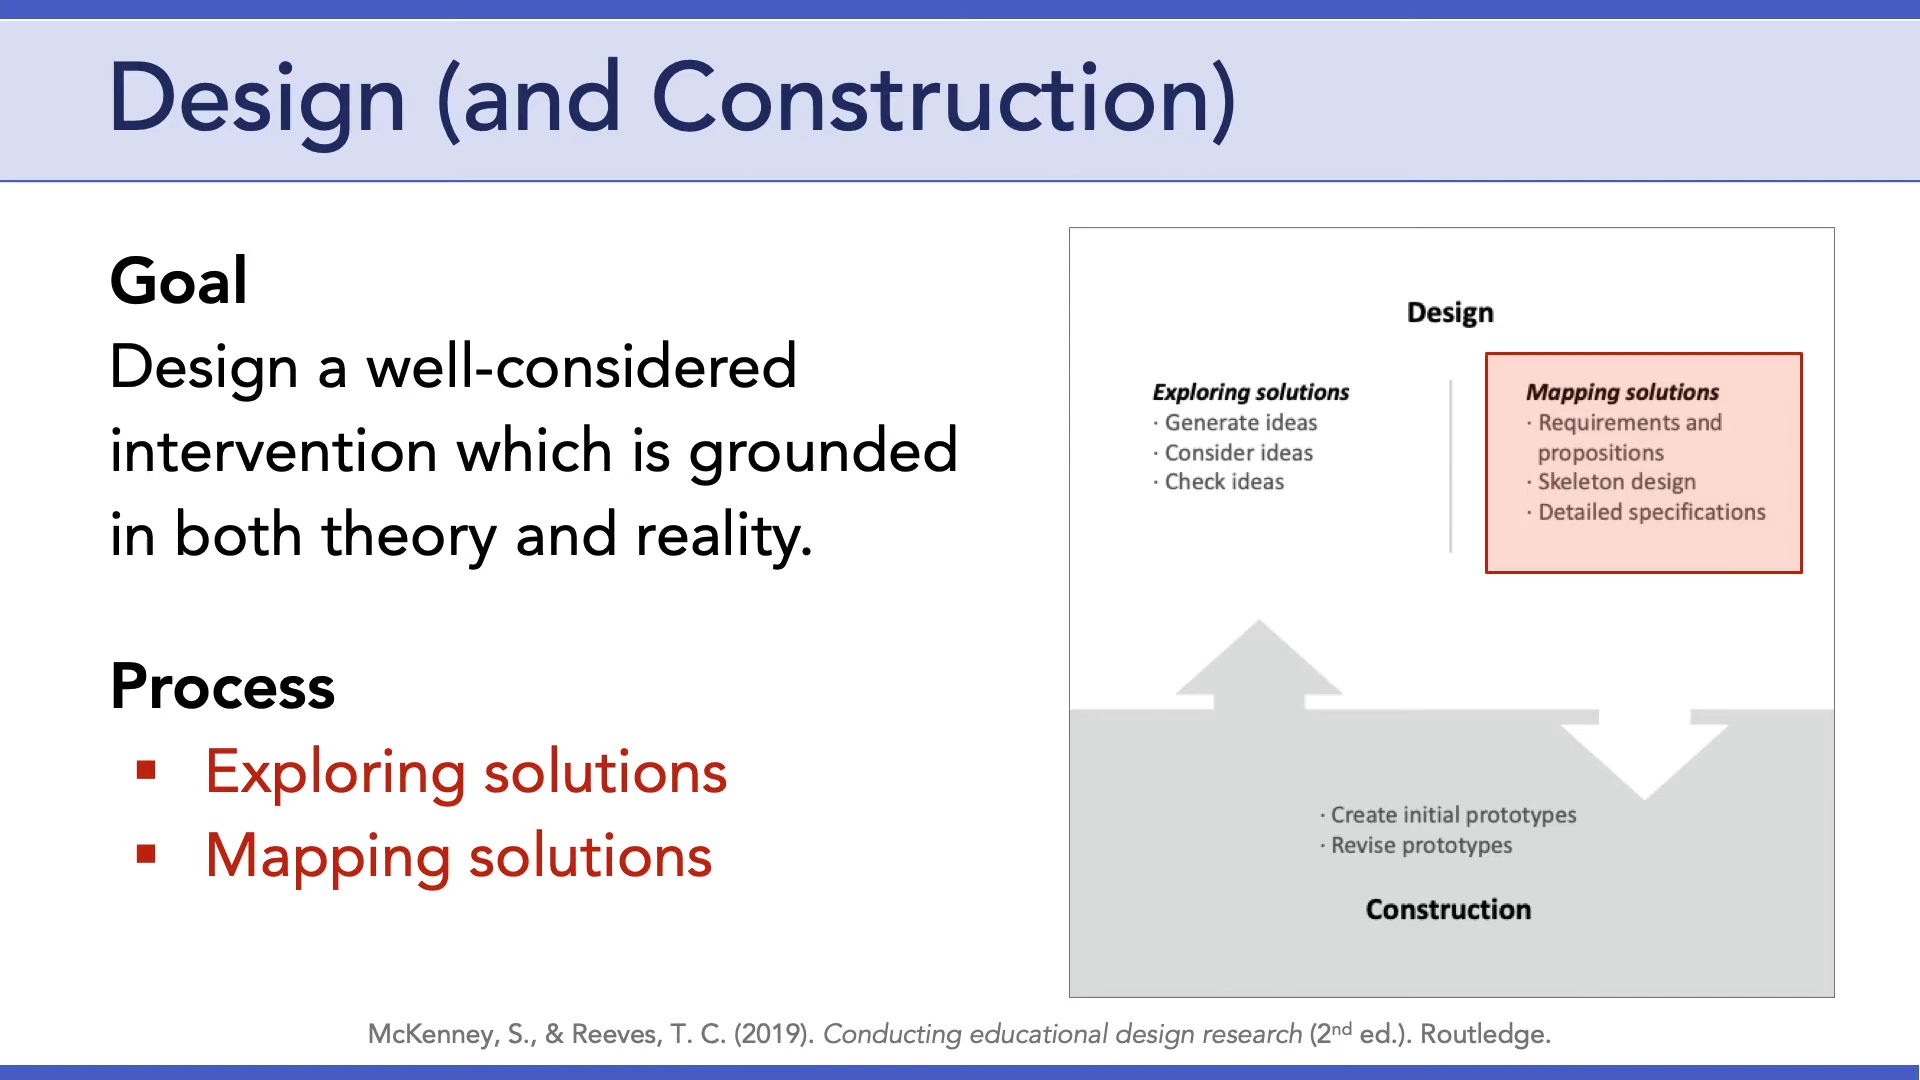 Design (and Construction)
Goal
Design a well-considered
intervention which is grounded
in both theory and reality.
Process
▪ Exploring solutions
▪ Mapping solutions
Design
Exploring solutions
· Generate ideas
· Consider ideas
· Check ideas
Mapping solutions
· Requirements and
propositions
· Skeleton design
· Detailed specifications
· Create initial prototypes
· Revise prototypes
Construction
McKenney, S., & Reeves, T. C. (2019). Conducting educational design research (2nd ed.). Routledge.